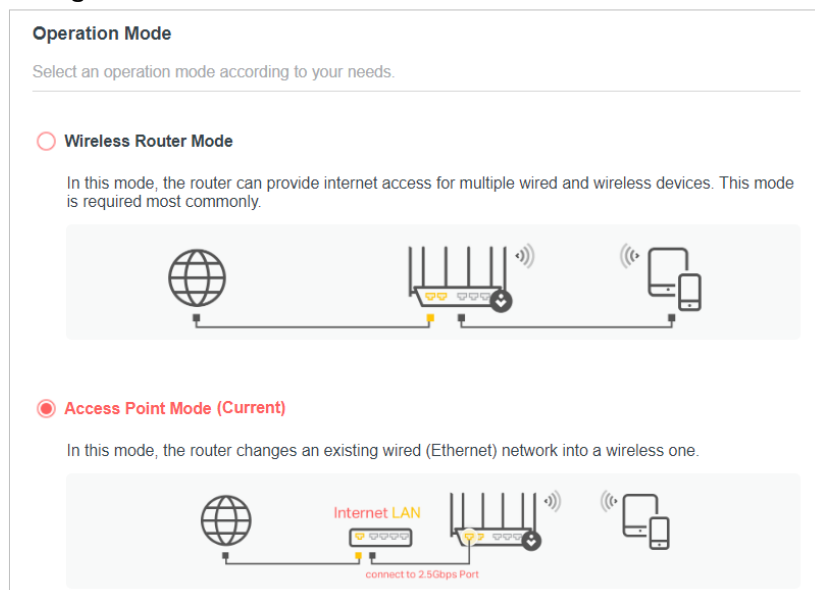 Operation Mode
Select an operation mode according to your needs.
Wireless Router Mode
In this mode, the router can provide internet access for multiple wired and wireless devices. This mode
is required most commonly.
Access Point Mode (Current)
In this mode, the router changes an existing wired (Ethernet) network into a wireless one.
Internet LAN
connect to 2.5Gbps Port